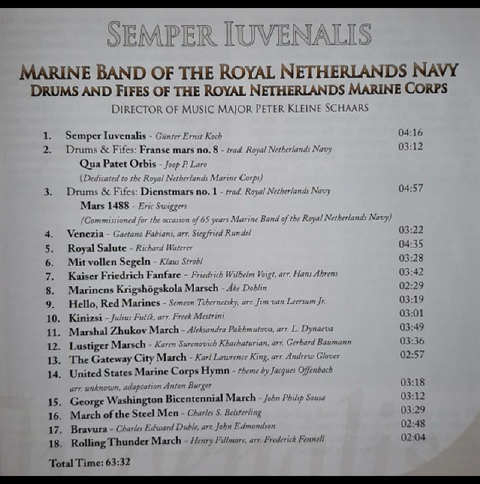 SEMPER IUVENALIS
MARINE BAND OF THE ROYAL NETHERLANDS NAVY
DRUMS AND FIFES OF THE ROYAL NETHERLANDS MARINE CORPS
DIRECTOR OF MUSIC MAJOR PETER KLEINE SCHAARS
1. Semper Iuvenalis - Günter Ernst Koch 04:16
2. Drums & Fifes: Franse mars no. 8 - trad. Royal Netherlands Navy 03:12
Qua Patet Orbis - Joop P. Laro
(Dedicated to the Royal Netherlands Marine Corps)
3. Drums & Fifes: Dienstmars no. 1 - trad. Royal Netherlands Navy 04:57
Mars 1488 - Eric Swiggers
(Commissioned for the occasion of 65 years Marine Band of the Royal Netherlands Navy)
4. Venezia - Gaetano Fabiani, arr. Siegfried Rundel 03:22
5. Royal Salute - Richard Waterer 04:35
6. Mit vollen Segeln - Klaus Strobl 03:28
7. Kaiser Friedrich Fanfare - Friedrich Wilhelm Voigt, arr. Hans Ahrens 03:42
8. Marinens Krigshögskola Marsch - Åke Dohlin 02:29
9. Hello, Red Marines - Semeon Tchernetsky, arr. Jim van Leersum Jr. 03:19
10. Kinizsi - Julius Fučík, arr. Freek Mestrini 03:01
11. Marshal Zhukov March - Aleksandra Pakhmutova, arr. L. Dynaeva 03:49
12. Lustiger Marsch - Karen Surenovich Khachaturian, arr. Gerhard Baumann 03:36
13. The Gateway City March - Karl Lawrence King, arr. Andrew Glover 02:57
14. United States Marine Corps Hymn - theme by Jacques Offenbach
arr. unknown, adaptation Anton Burger 03:18
15. George Washington Bicentennial March - John Philip Sousa 03:12
16. March of the Steel Men - Charles S. Belsterling 03:29
17. Bravura - Charles Edward Duble, arr. John Edmondson 02:48
18. Rolling Thunder March - Henry Fillmore, arr. Frederick Fennell 02:04
Total Time: 63:32